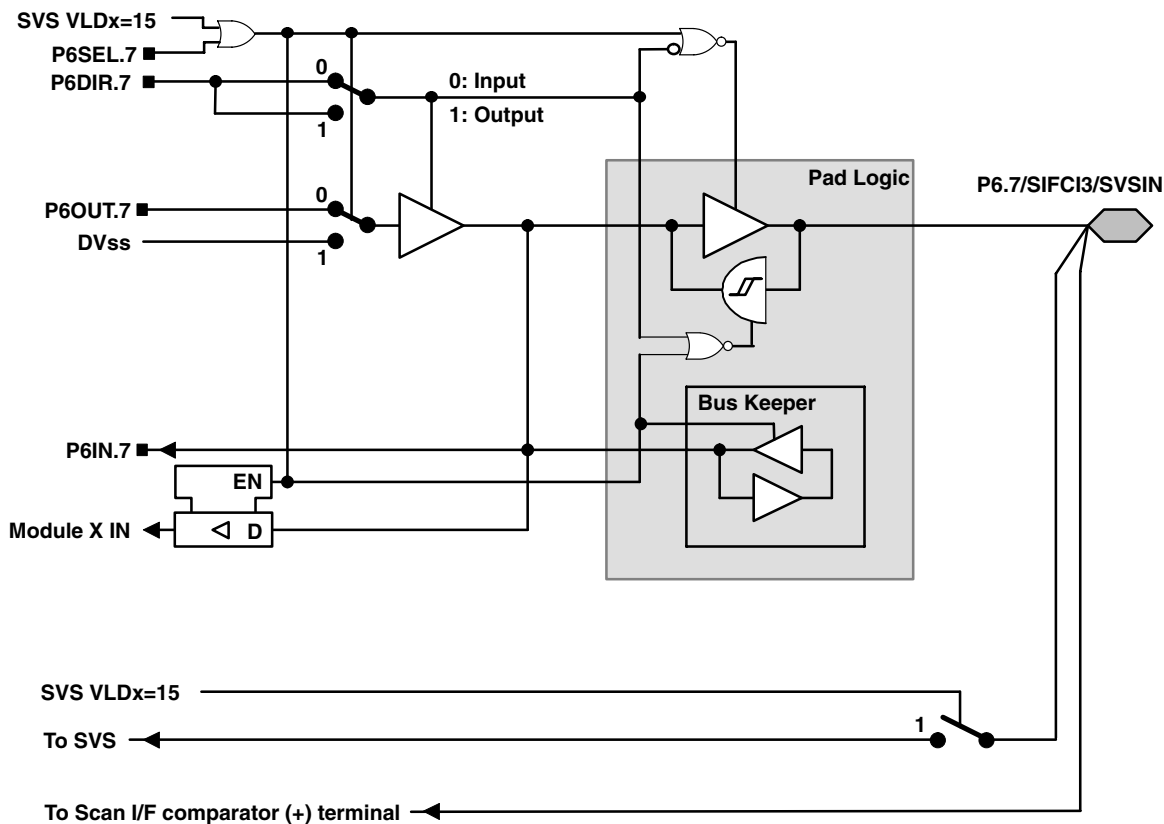 SVS VLDx=15
P6SEL.7
P6DIR.7
0
1
0: Input
1: Output
Pad Logic
P6.7/SIFCI3/SVSIN
P6OUT.7
0
DVss
1
Bus Keeper
P6IN.7
EN
Module X IN
D
SVS VLDx=15
1
To SVS
To Scan I/F comparator (+) terminal